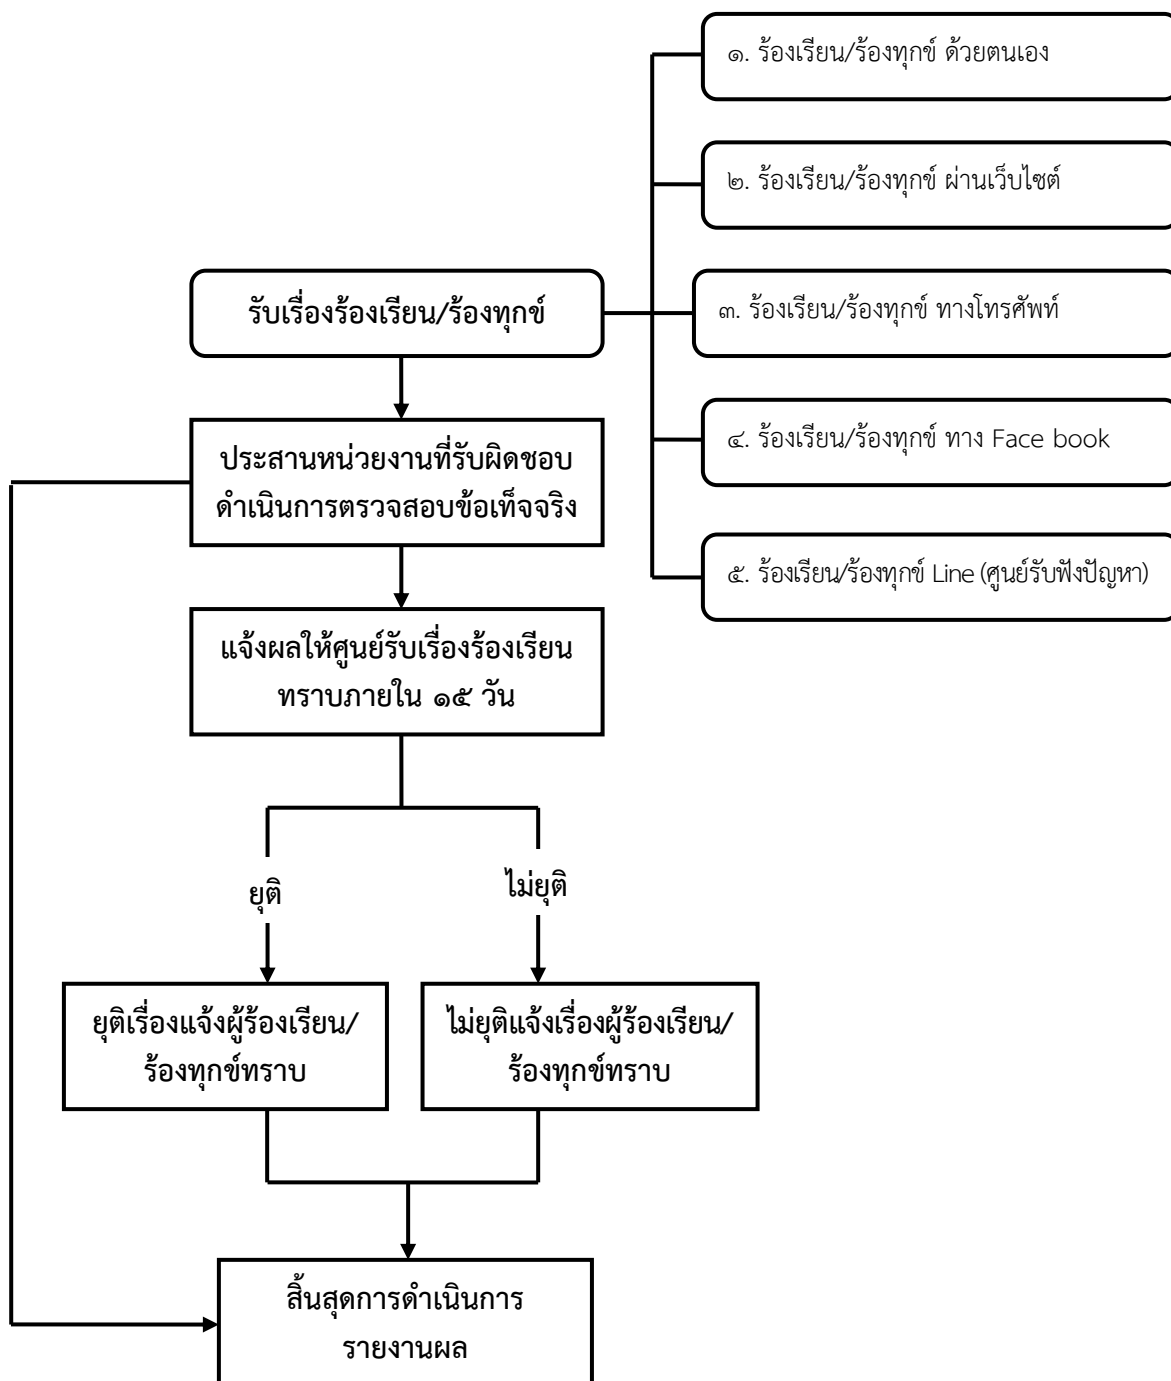 ๑. ร้องเรียน/ร้องทุกข์ ด้วยตนเอง
๒. ร้องเรียน/ร้องทุกข์ ผ่านเว็บไซต์
รับเรื่องร้องเรียน/ร้องทุกข์
๓. ร้องเรียน/ร้องทุกข์ ทางโทรศัพท์
๔. ร้องเรียน/ร้องทุกข์ ทาง Face book
ประสานหน่วยงานที่รับผิดชอบ
ดำเนินการตรวจสอบข้อเท็จจริง
๕. ร้องเรียน/ร้องทุกข์ Line (ศูนย์รับฟังปัญหา)
แจ้งผลให้ศูนย์รับเรื่องร้องเรียน
ทราบภายใน ๑๕ วัน
ยุติ
ไม่ยุติ
ยุติเรื่องแจ้งผู้ร้องเรียน/
ร้องทุกข์ทราบ
ไม่ยุติแจ้งเรื่องผู้ร้องเรียน/
ร้องทุกข์ทราบ
สิ้นสุดการดำเนินการ
รายงานผล